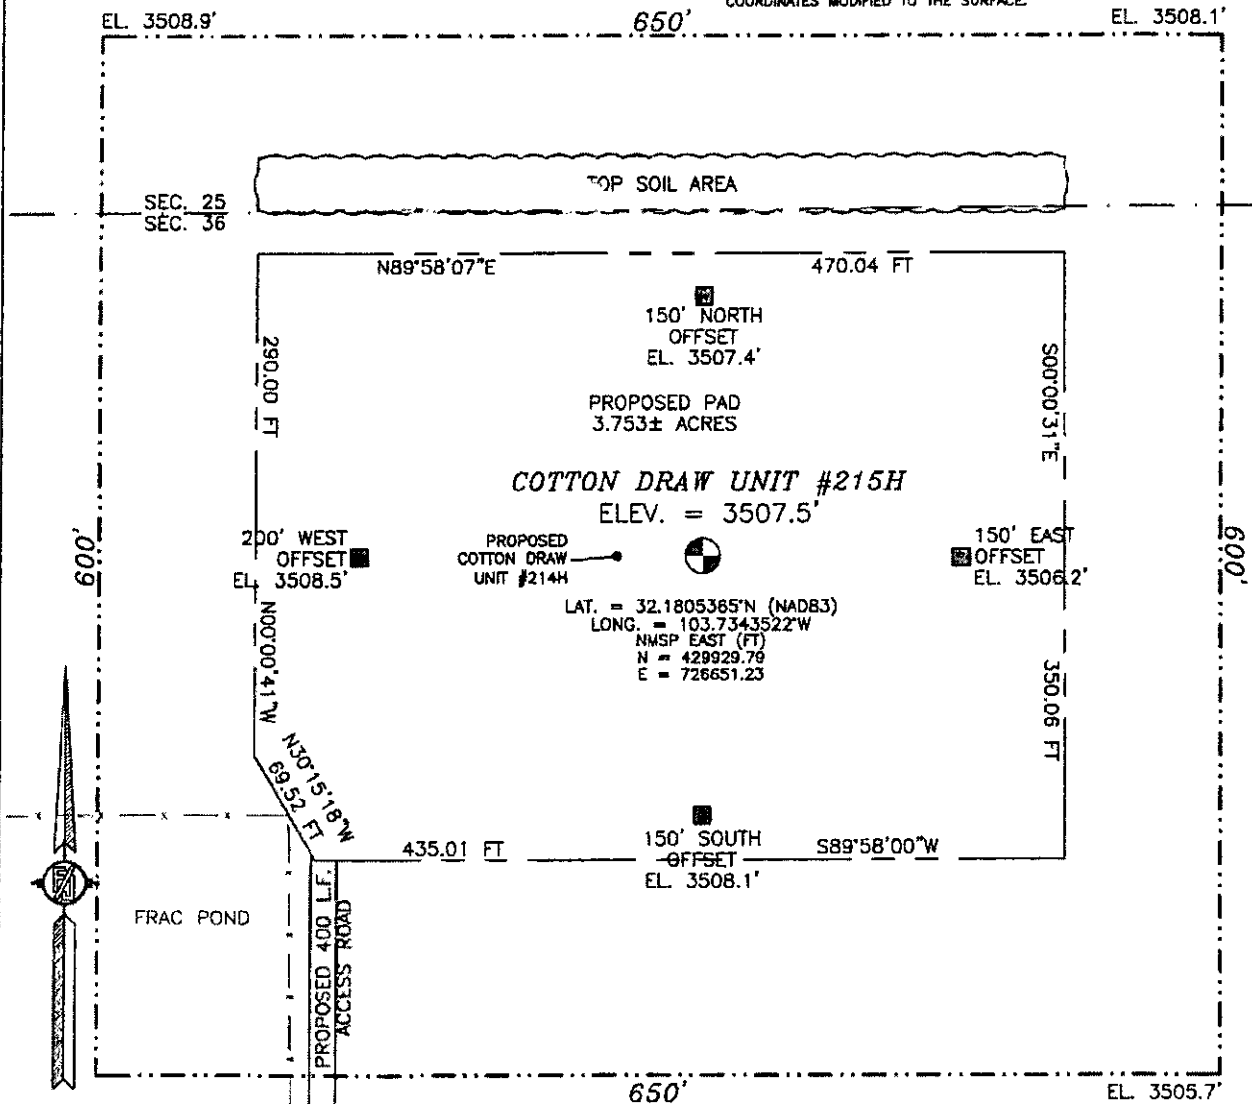 COORDINATES MODIFIED TO THE SURFACE.
EL. 3508.9'
650'
EL. 3508.1'
TOP SOIL AREA
SEC. 25
SEC. 36
N89°58'07"E
470.04 FT
150' NORTH
OFFSET
EL. 3507.4'
290.00 FT
S00°00'31"E
PROPOSED PAD
3.753± ACRES
COTTON DRAW UNIT #215H
ELEV. = 3507.5'
600'
200' WEST
OFFSET
EL. 3508.5'
PROPOSED
COTTON DRAW
UNIT #214H
150' EAST
OFFSET
EL. 3506.2'
600'
LAT. = 32.1805365°N (NAD83)
LONG. = 103.7343522°W
NMSP EAST (FT)
N = 429929.79
E = 726651.23
N00°00'41"W
350.06 FT
N30°15'18"W
69.52 FT
x x x
435.01 FT
150' SOUTH
OFFSET
EL. 3508.1'
S89°58'00"W
FRAC POND
PROPOSED 400 L.F.
ACCESS ROAD
650'
EL. 3505.7'